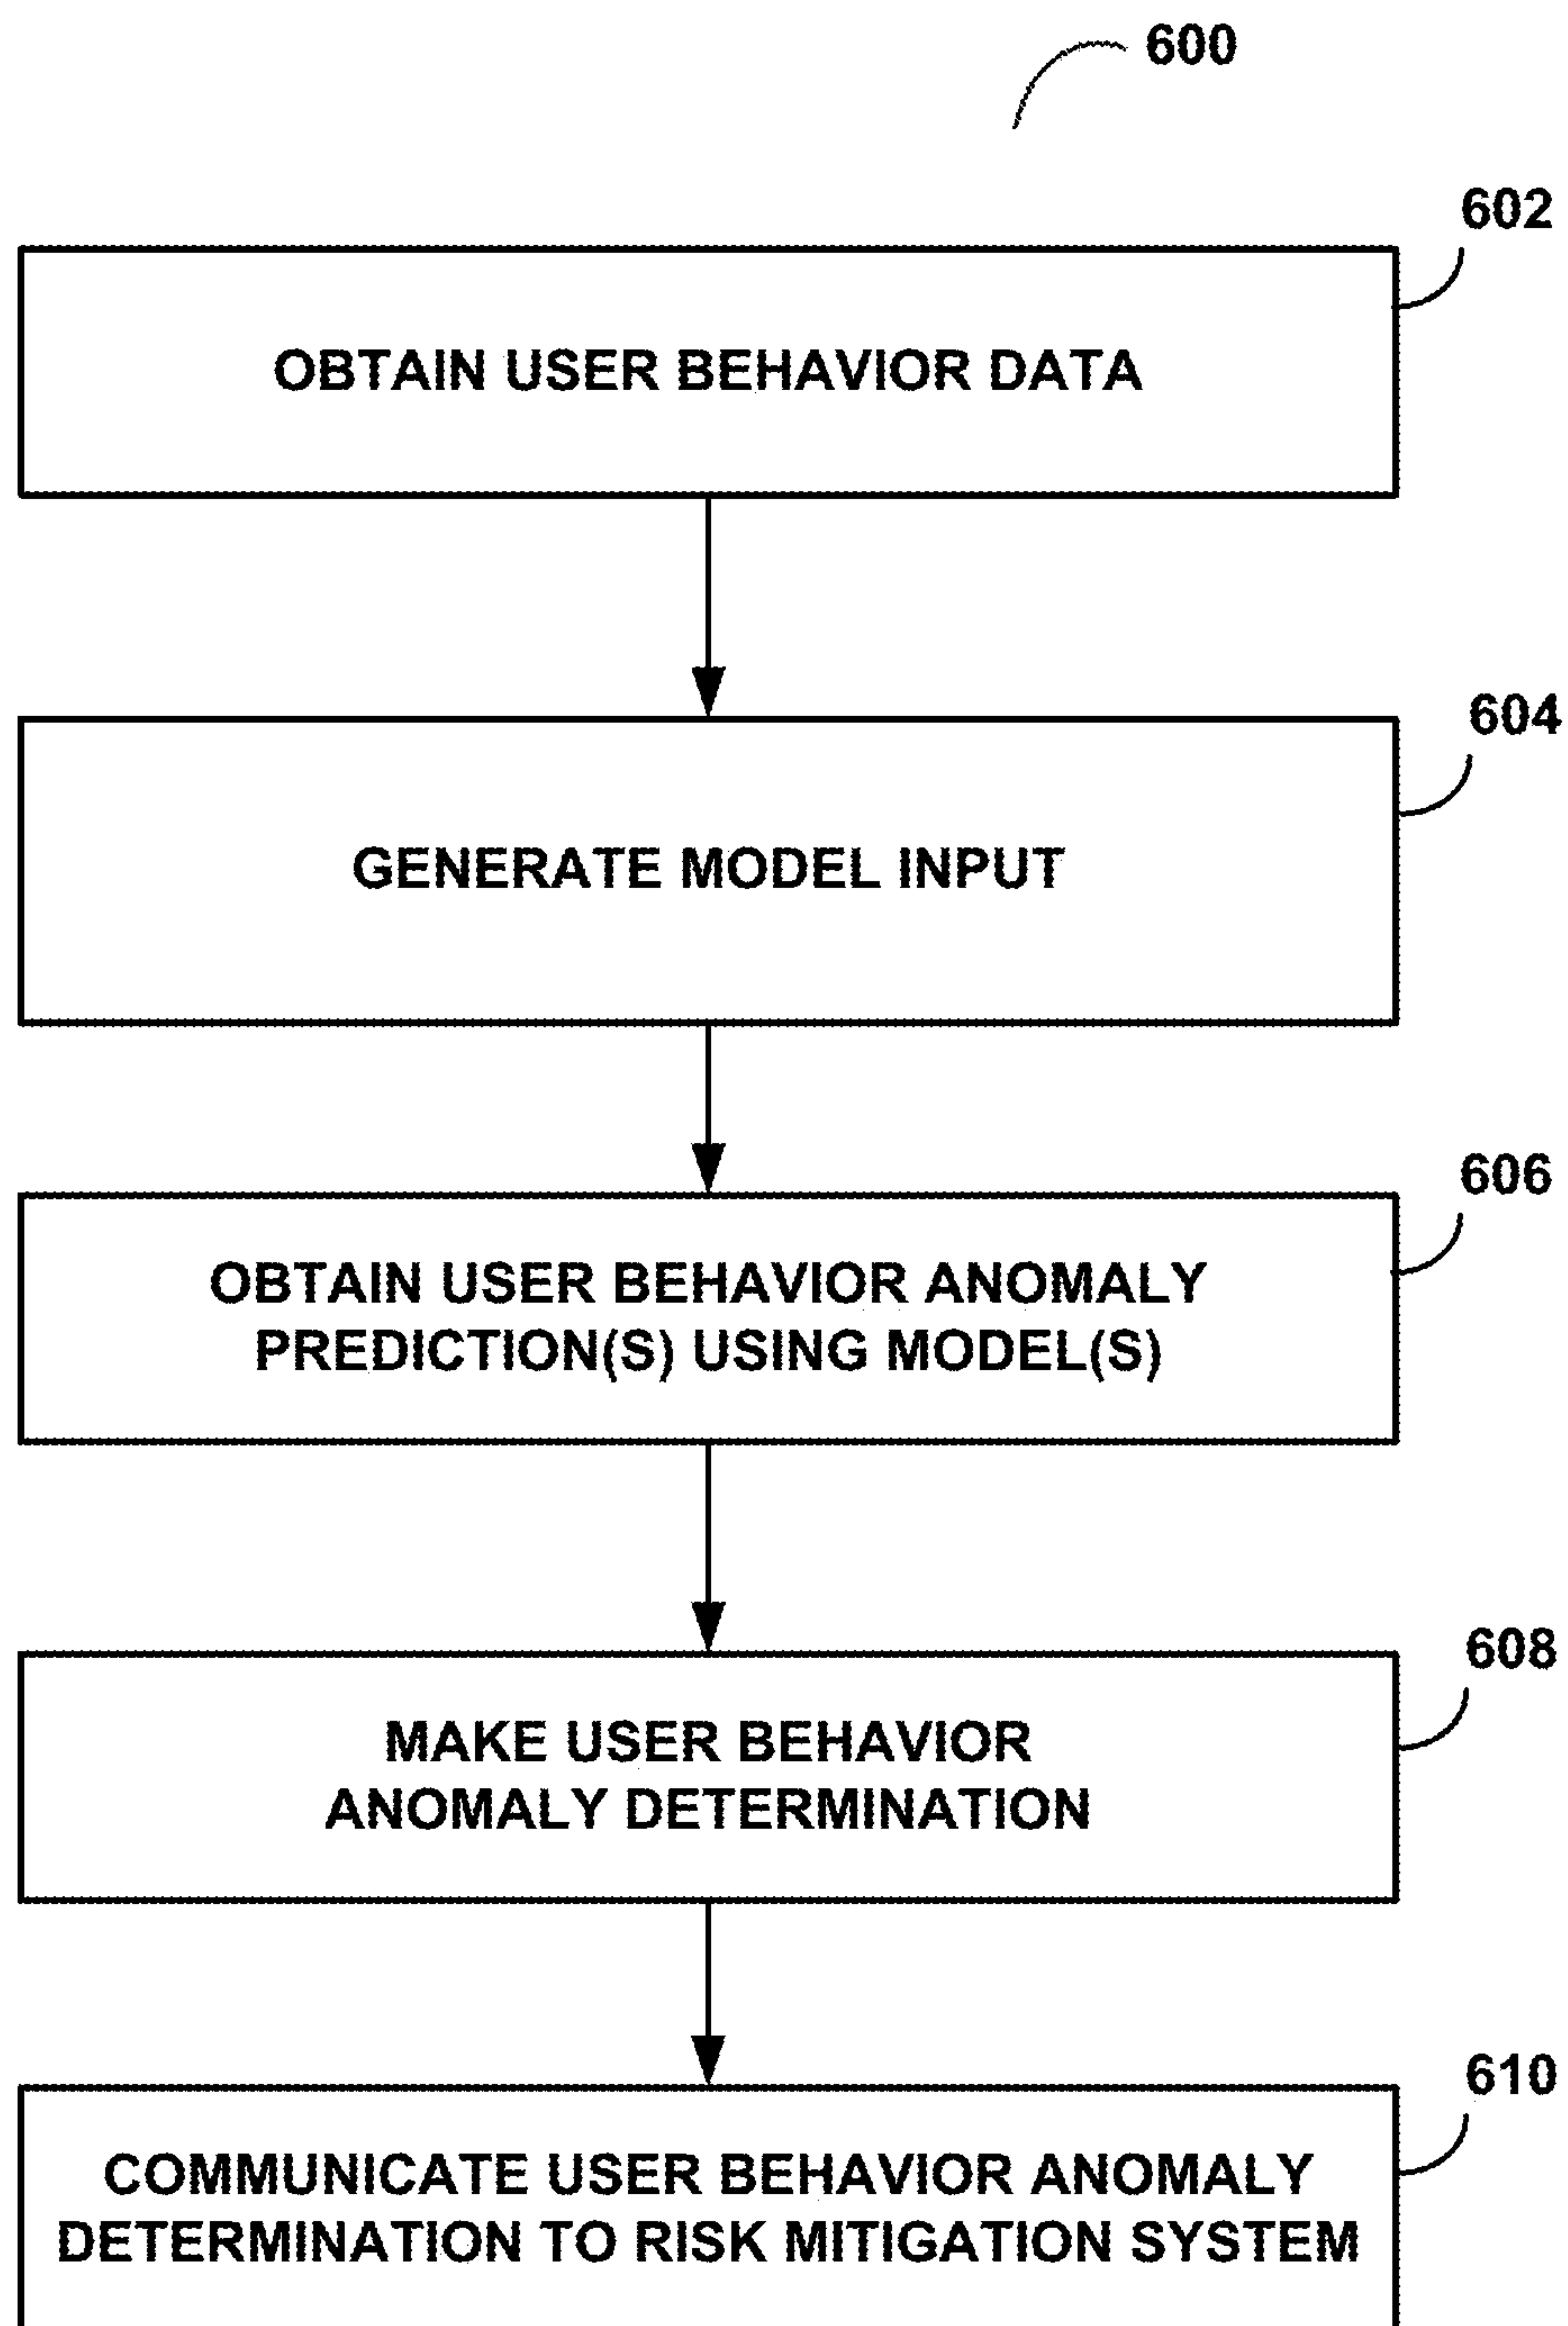 600
602
OBTAIN USER BEHAVIOR DATA
604
GENERATE MODEL INPUT
606
OBTAIN USER BEHAVIOR ANOMALY
PREDICTION(S) USING MODEL(S)
608
MAKE USER BEHAVIOR
ANOMALY DETERMINATION
610
COMMUNICATE USER BEHAVIOR ANOMALY
DETERMINATION TO RISK MITIGATION SYSTEM